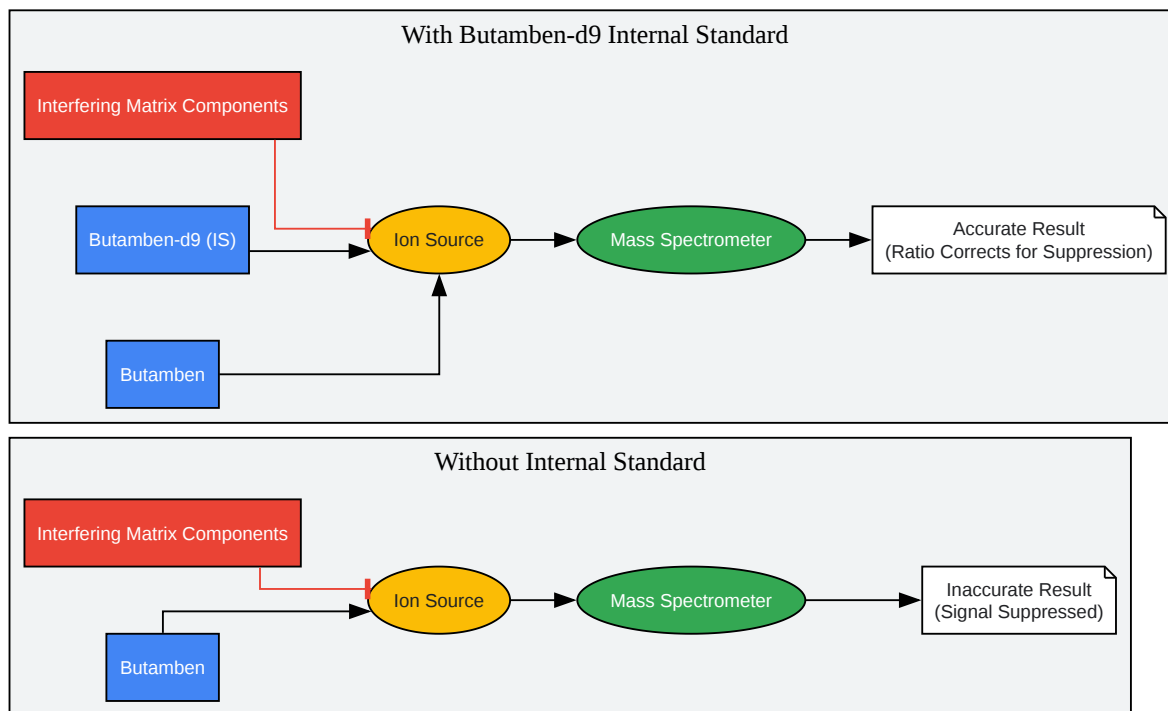 With Butamben-d9 Internal Standard
Interfering Matrix Components
Butamben-d9 (IS)
Ion Source
Mass Spectrometer
Accurate Result
(Ratio Corrects for Suppression)
Butamben
Without Internal Standard
Interfering Matrix Components
Ion Source
Mass Spectrometer
Inaccurate Result
(Signal Suppressed)
Butamben